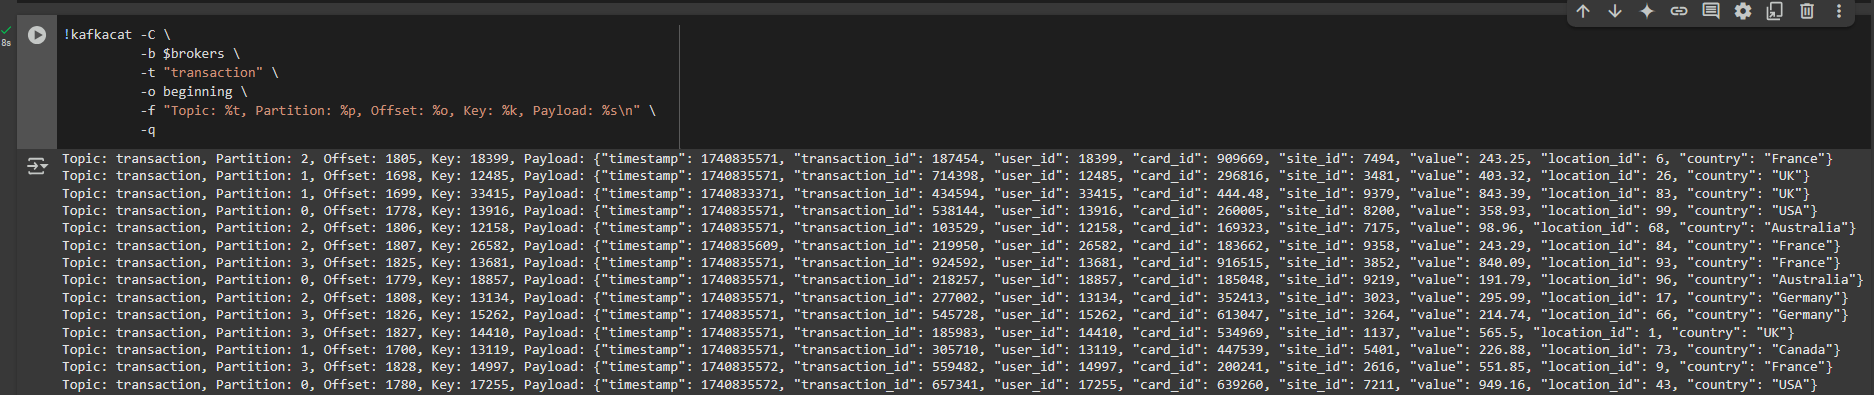 8s
!kafkacat -C \
-b $brokers \
-t "transaction" \
-o beginning \
-f "Topic: %t, Partition: %p, Offset: %o, Key: %k, Payload: %s\n" \
-q
Topic: transaction, Partition: 2, Offset: 1805, Key: 18399, Payload: {"timestamp": 1740835571, "transaction_id": 187454, "user_id": 18399, "card_id": 909669, "site_id": 7494, "value": 243.25, "location_id": 6, "country": "France"}
Topic: transaction, Partition: 1, Offset: 1698, Key: 12485, Payload: {"timestamp": 1740835571, "transaction_id": 714398, "user_id": 12485, "card_id": 296816, "site_id": 3481, "value": 403.32, "location_id": 26, "country": "UK"}
Topic: transaction, Partition: 1, Offset: 1699, Key: 33415, Payload: {"timestamp": 1740833371, "transaction_id": 434594, "user_id": 33415, "card_id": 444.48, "site_id": 9379, "value": 843.39, "location_id": 83, "country": "UK"}
Topic: transaction, Partition: 0, Offset: 1778, Key: 13916, Payload: {"timestamp": 1740835571, "transaction_id": 538144, "user_id": 13916, "card_id": 260005, "site_id": 8200, "value": 358.93, "location_id": 99, "country": "USA"}
Topic: transaction, Partition: 2, Offset: 1806, Key: 12158, Payload: {"timestamp": 1740835571, "transaction_id": 103529, "user_id": 12158, "card_id": 169323, "site_id": 7175, "value": 98.96, "location_id": 68, "country": "Australia"}
Topic: transaction, Partition: 2, Offset: 1807, Key: 26582, Payload: {"timestamp": 1740835609, "transaction_id": 219950, "user_id": 26582, "card_id": 183662, "site_id": 9358, "value": 243.29, "location_id": 84, "country": "France"}
Topic: transaction, Partition: 3, Offset: 1825, Key: 13681, Payload: {"timestamp": 1740835571, "transaction_id": 924592, "user_id": 13681, "card_id": 916515, "site_id": 3852, "value": 840.09, "location_id": 93, "country": "France"}
Topic: transaction, Partition: 0, Offset: 1779, Key: 18857, Payload: {"timestamp": 1740835571, "transaction_id": 218257, "user_id": 18857, "card_id": 185048, "site_id": 9219, "value": 191.79, "location_id": 96, "country": "Australia"}
Topic: transaction, Partition: 2, Offset: 1808, Key: 13134, Payload: {"timestamp": 1740835571, "transaction_id": 277002, "user_id": 13134, "card_id": 352413, "site_id": 3023, "value": 295.99, "location_id": 17, "country": "Germany"}
Topic: transaction, Partition: 3, Offset: 1826, Key: 15262, Payload: {"timestamp": 1740835571, "transaction_id": 545728, "user_id": 15262, "card_id": 613047, "site_id": 3264, "value": 214.74, "location_id": 66, "country": "Germany"}
Topic: transaction, Partition: 3, Offset: 1827, Key: 14410, Payload: {"timestamp": 1740835571, "transaction_id": 185983, "user_id": 14410, "card_id": 534969, "site_id": 1137, "value": 565.5, "location_id": 1, "country": "UK"}
Topic: transaction, Partition: 1, Offset: 1700, Key: 13119, Payload: {"timestamp": 1740835571, "transaction_id": 305710, "user_id": 13119, "card_id": 447539, "site_id": 5401, "value": 226.88, "location_id": 73, "country": "Canada"}
Topic: transaction, Partition: 3, Offset: 1828, Key: 14997, Payload: {"timestamp": 1740835572, "transaction_id": 559482, "user_id": 14997, "card_id": 200241, "site_id": 2616, "value": 551.85, "location_id": 9, "country": "France"}
Topic: transaction, Partition: 0, Offset: 1780, Key: 17255, Payload: {"timestamp": 1740835572, "transaction_id": 657341, "user_id": 17255, "card_id": 639260, "site_id": 7211, "value": 949.16, "location_id": 43, "country": "USA"}